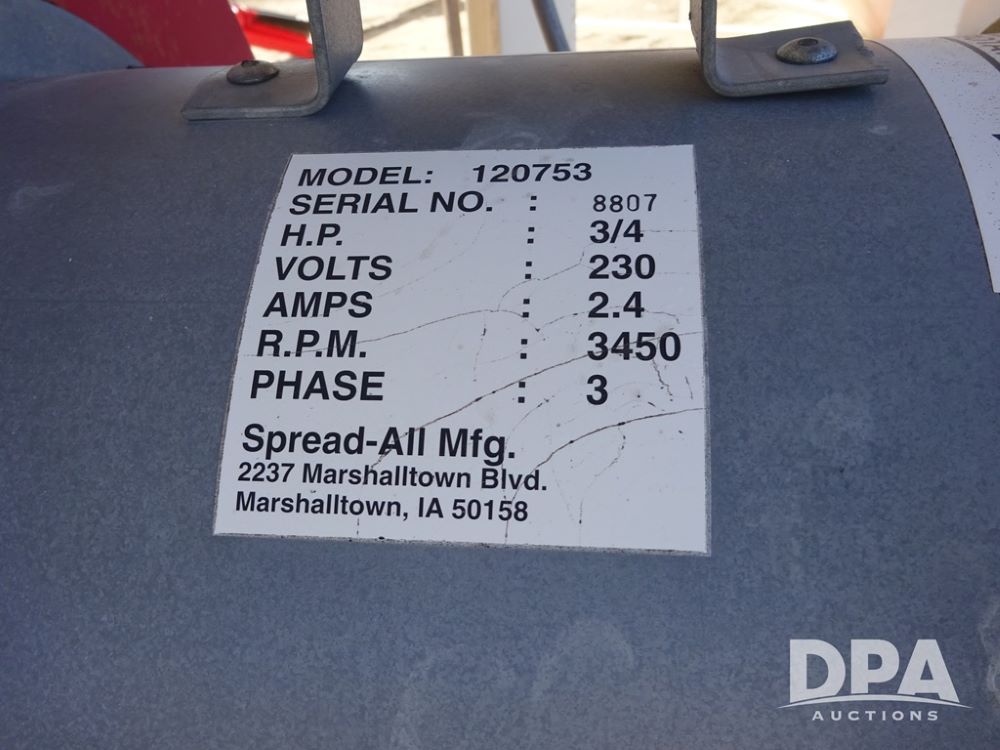 MODEL: 120753
SERIAL NO. : 8807
H.P. : 3/4
VOLTS : 230
AMPS : 2.4
R.P.M. : 3450
PHASE : 3
Spread-All Mfg.
2237 Marshalltown Blvd.
Marshalltown, IA 50158
DPA
AUCTIONS